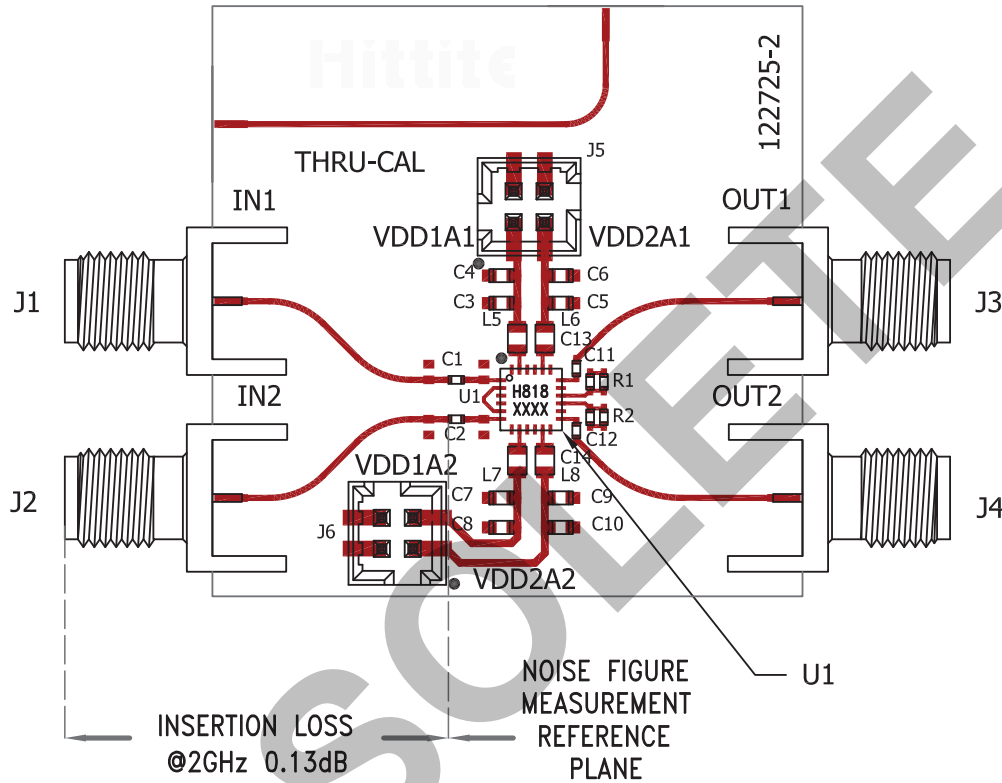 Hittite
122725-2
THRU-CAL
J5
IN1
OUT1
VDD1A1
VDD2A1
C4
C6
J1
J3
C3
C5
L5
L6
C13
C1
C11
IN2
U1
H818
XXXX
R1
OUT2
R2
C2
C12
VDD1A2
C14
L7
L8
J2
J4
C7
C9
J6
C8
C10
VDD2A2
U1
NOISE FIGURE
MEASUREMENT
REFERENCE
PLANE
INSERTION LOSS
@2GHz 0.13dB
SOLETE